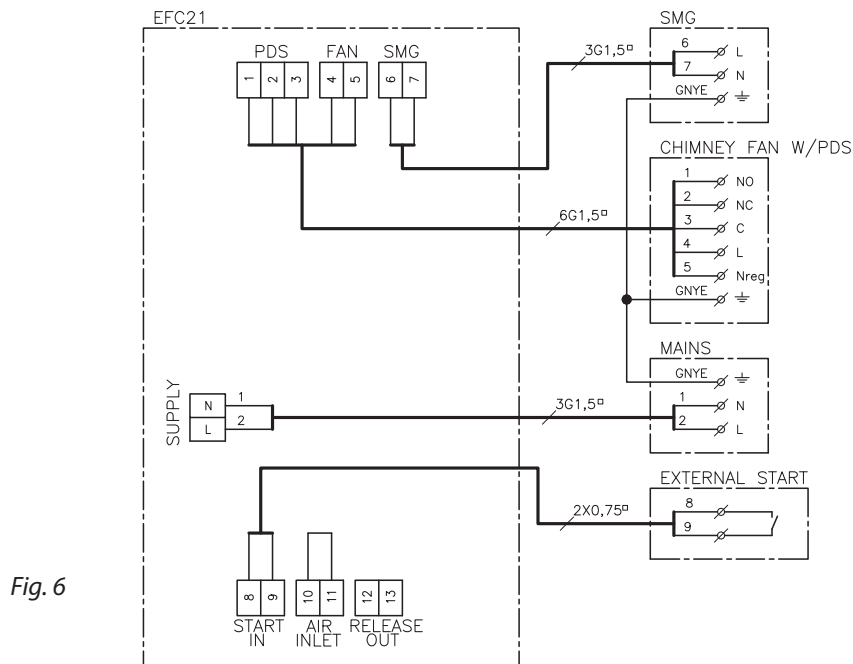 EFC21
PDS FAN SMG
1 2 3 4 5 6 7
3G1,5□
SMG
6 L
7 N
GNYE ⏚
CHIMNEY FAN W/PDS
1 NO
2 NC
3 C
4 L
5 Nreg
GNYE ⏚
6G1,5□
MAINS
GNYE ⏚
1 N
2 L
SUPPLY
N 1
L 2
3G1,5□
EXTERNAL START
8
9
2X0,75□
8 9 10 11 12 13
START AIR RELEASE
IN INLET OUT
Fig. 6